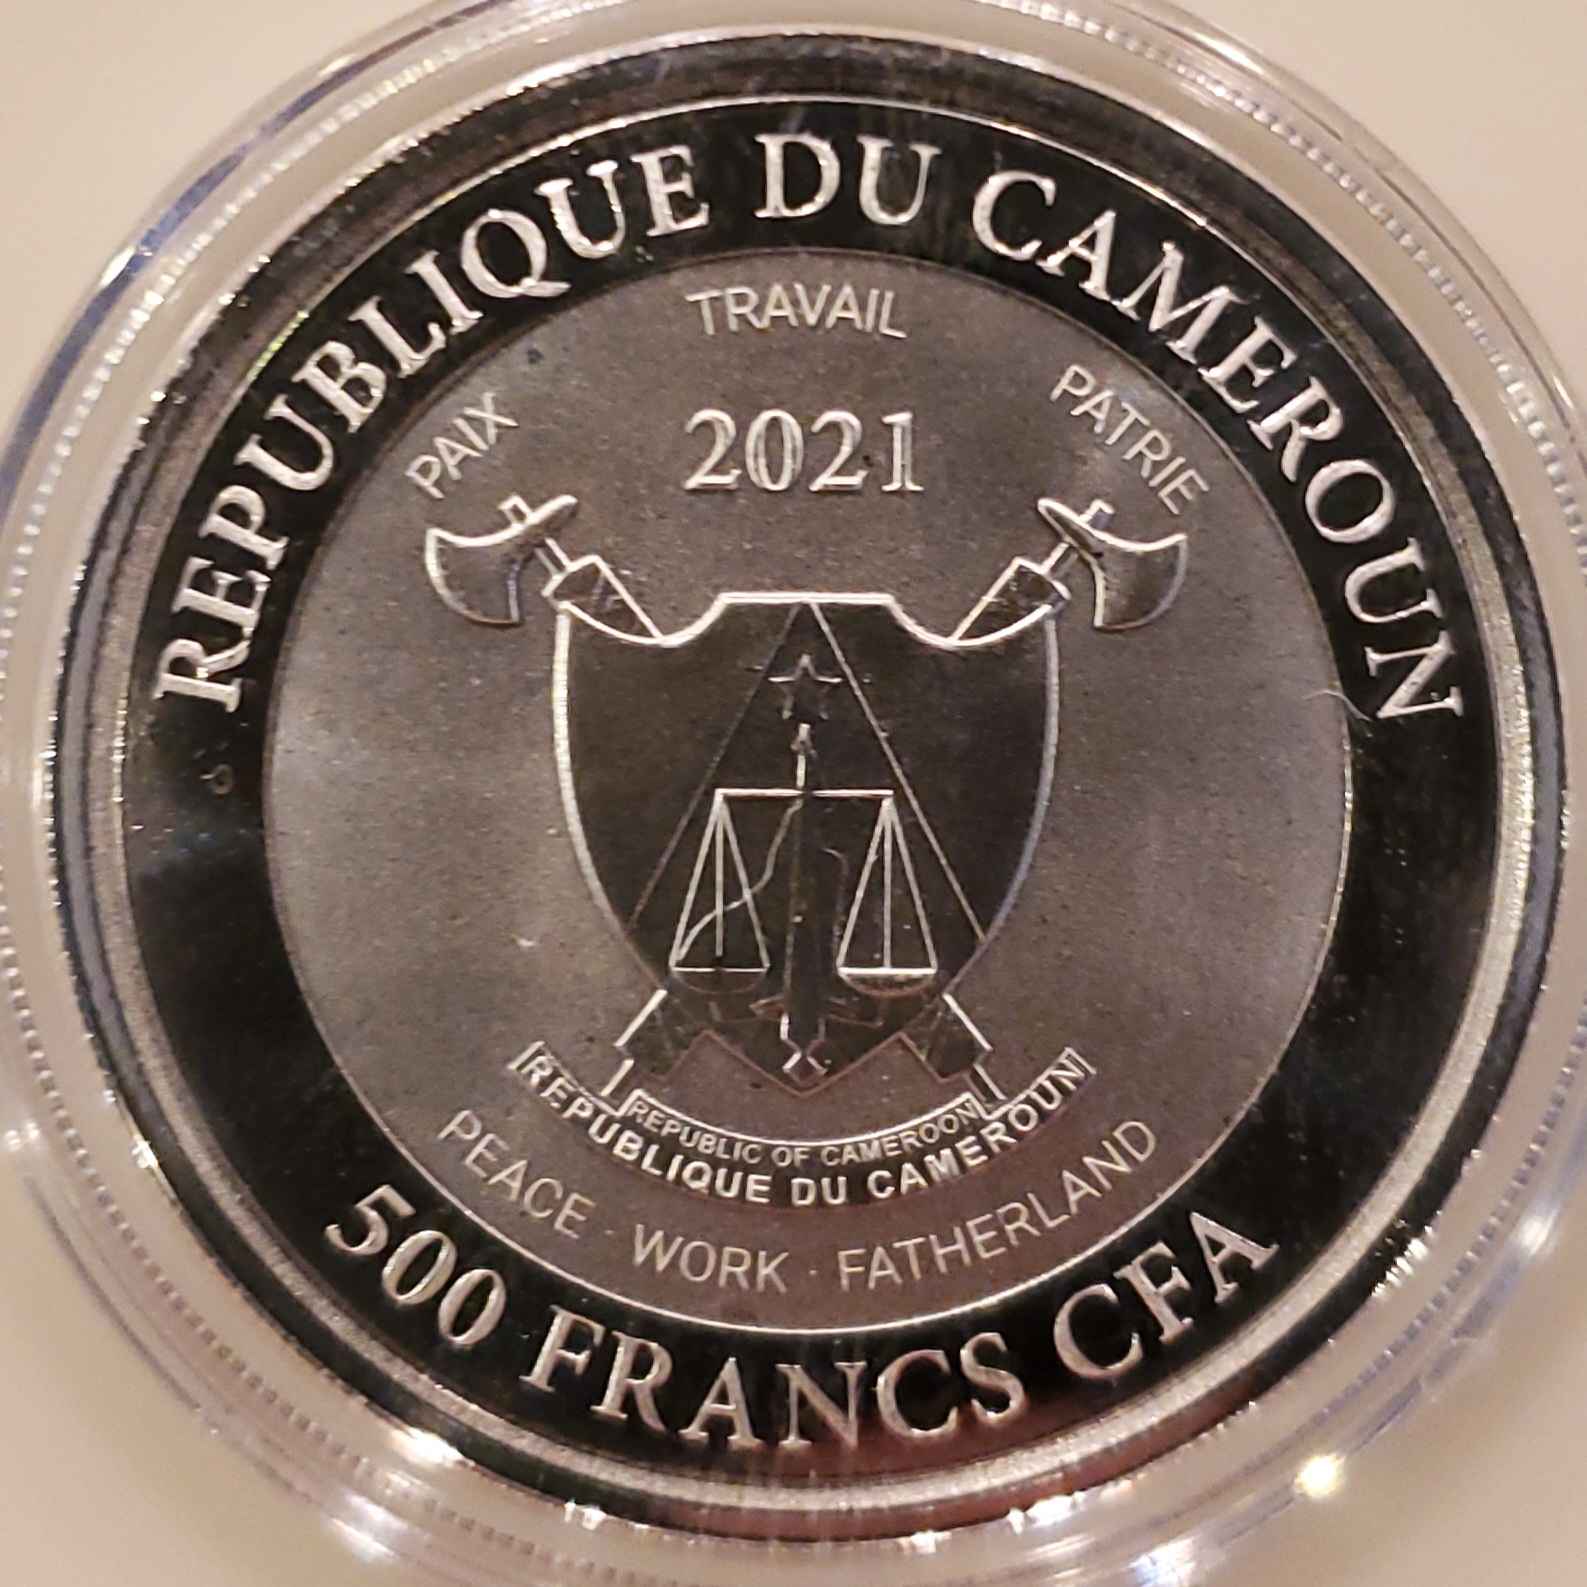 REPUBLIQUE DU CAMEROUN
PAIX
TRAVAIL
PATRIE
2021
REPUBLIC OF CAMEROON
REPUBLIQUE DU CAMEROUN
PEACE · WORK · FATHERLAND
500 FRANCS CFA